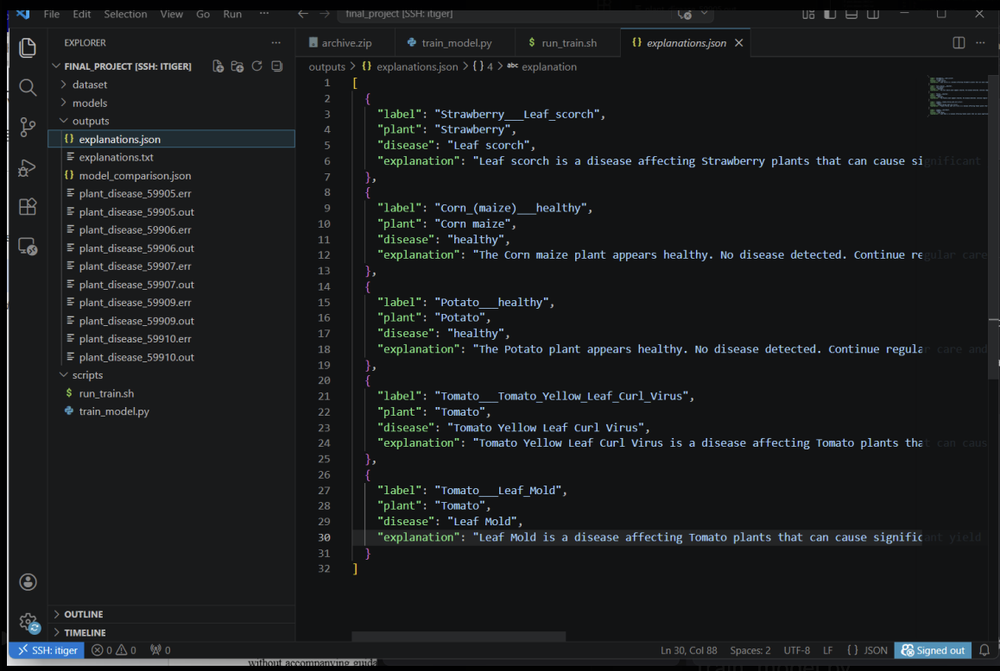 File Edit Selection View Go Run ··· final_project [SSH: itiger]
EXPLORER ···
FINAL_PROJECT [SSH: ITIGER]
dataset
models
outputs
explanations.json
explanations.txt
model_comparison.json
plant_disease_59905.err
plant_disease_59905.out
plant_disease_59906.err
plant_disease_59906.out
plant_disease_59907.err
plant_disease_59907.out
plant_disease_59909.err
plant_disease_59909.out
plant_disease_59910.err
plant_disease_59910.out
scripts
run_train.sh
train_model.py
OUTLINE
TIMELINE
archive.zip train_model.py run_train.sh explanations.json
outputs > {} explanations.json > { } 4 > abc explanation
1 [
2 {
3 "label": "Strawberry___Leaf_scorch",
4 "plant": "Strawberry",
5 "disease": "Leaf scorch",
6 "explanation": "Leaf scorch is a disease affecting Strawberry plants that can cause significant
7 },
8 {
9 "label": "Corn_(maize)___healthy",
10 "plant": "Corn maize",
11 "disease": "healthy",
12 "explanation": "The Corn maize plant appears healthy. No disease detected. Continue regular care
13 },
14 {
15 "label": "Potato___healthy",
16 "plant": "Potato",
17 "disease": "healthy",
18 "explanation": "The Potato plant appears healthy. No disease detected. Continue regular care and
19 },
20 {
21 "label": "Tomato___Tomato_Yellow_Leaf_Curl_Virus",
22 "plant": "Tomato",
23 "disease": "Tomato Yellow Leaf Curl Virus",
24 "explanation": "Tomato Yellow Leaf Curl Virus is a disease affecting Tomato plants that can caus
25 },
26 {
27 "label": "Tomato___Leaf_Mold",
28 "plant": "Tomato",
29 "disease": "Leaf Mold",
30 "explanation": "Leaf Mold is a disease affecting Tomato plants that can cause significant yield
31 }
32 ]
SSH: itiger 0 0 0 Ln 30, Col 88 Spaces: 2 UTF-8 LF { } JSON Signed out
without accompanying guida